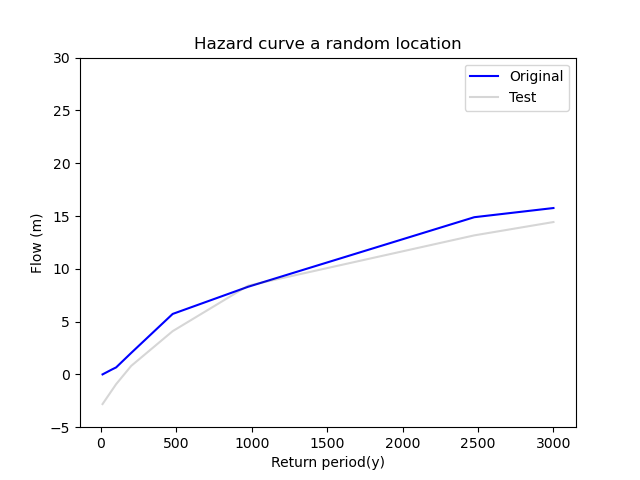 Hazard curve a random location
Original
Test
30
25
20
15
10
5
0
−5
Flow (m)
0 500 1000 1500 2000 2500 3000
Return period(y)